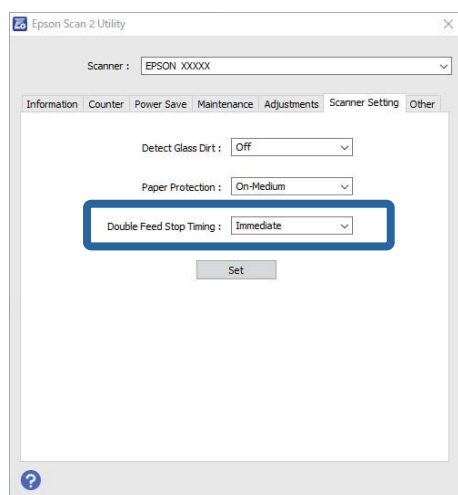 Epson Scan 2 Utility
Scanner : EPSON XXXXX
Information Counter Power Save Maintenance Adjustments Scanner Setting Other
Detect Glass Dirt : Off
Paper Protection : On-Medium
Double Feed Stop Timing : Immediate
Set
?